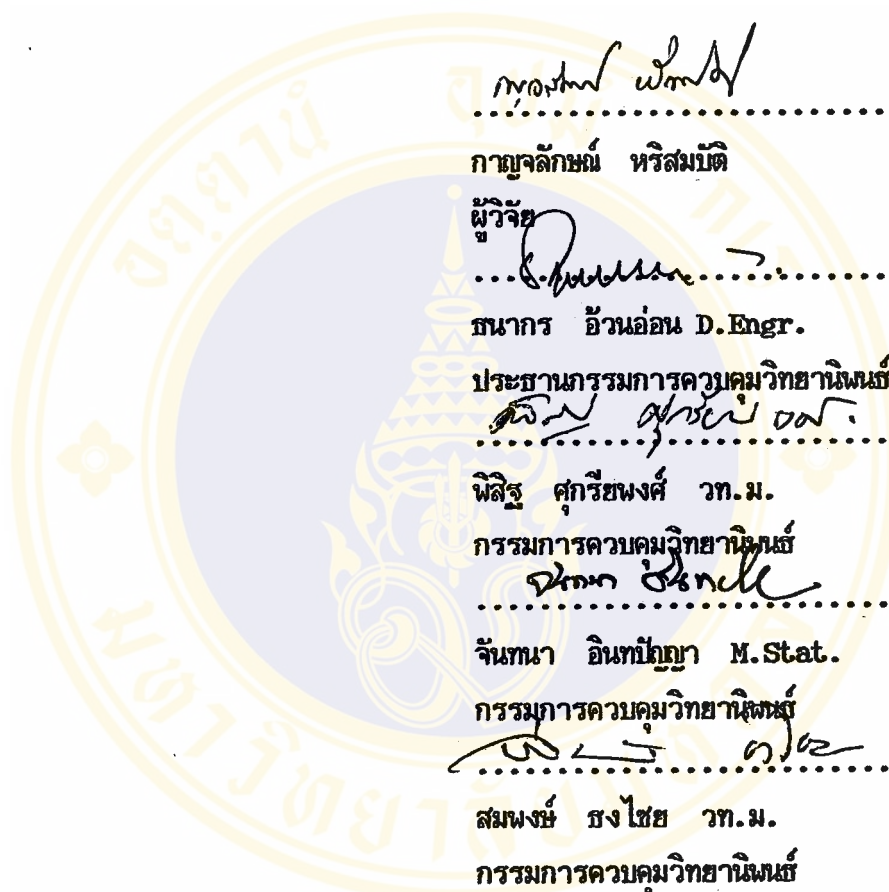 กาญจลักษณ์ หริสมบัติ
ผู้วิจัย
ธนากร อ้วนอ่อน D.Engr.
ประธานกรรมการควบคุมวิทยานิพนธ์
พิสิฐ ศุกรียพงศ์ วท.ม.
กรรมการควบคุมวิทยานิพนธ์
จันทนา อินทปัญญา M.Stat.
กรรมการควบคุมวิทยานิพนธ์
สมพงษ์ ธงไชย วท.ม.
กรรมการควบคุมวิทยานิพนธ์